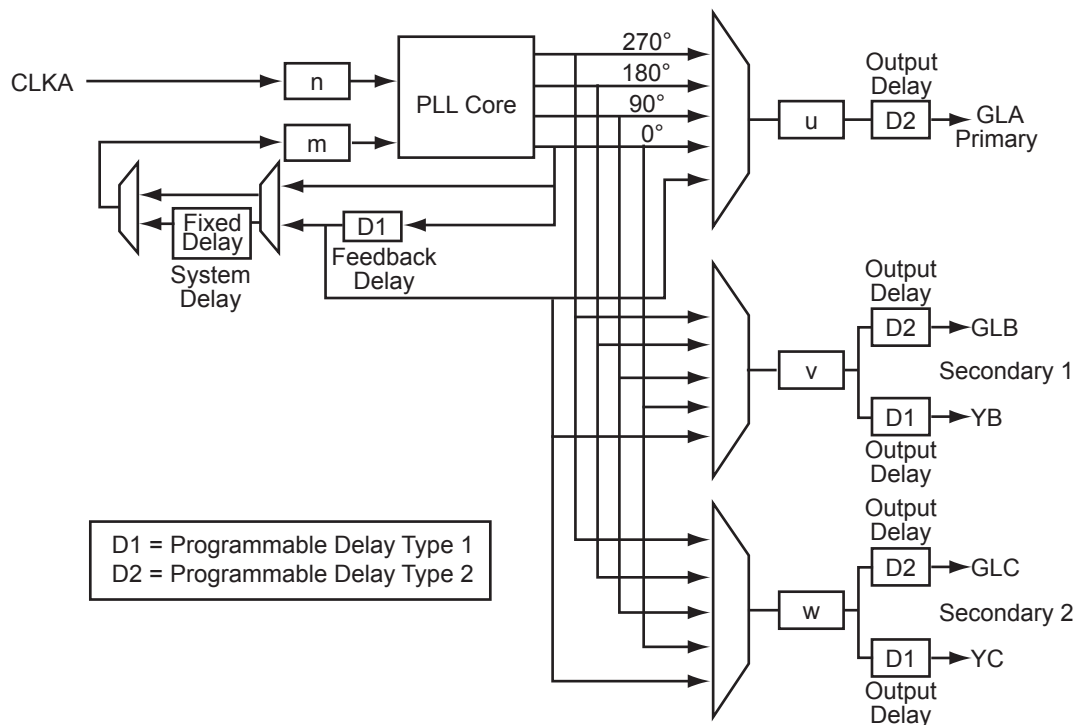 CLKA
n
m
PLL Core
270°
180°
90°
0°
Fixed
Delay
System
Delay
D1
Feedback
Delay
u
Output
Delay
D2
GLA
Primary
v
Output
Delay
D2
GLB
Secondary 1
D1
YB
Output
Delay
w
Output
Delay
D2
GLC
Secondary 2
D1
YC
Output
Delay
D1 = Programmable Delay Type 1
D2 = Programmable Delay Type 2